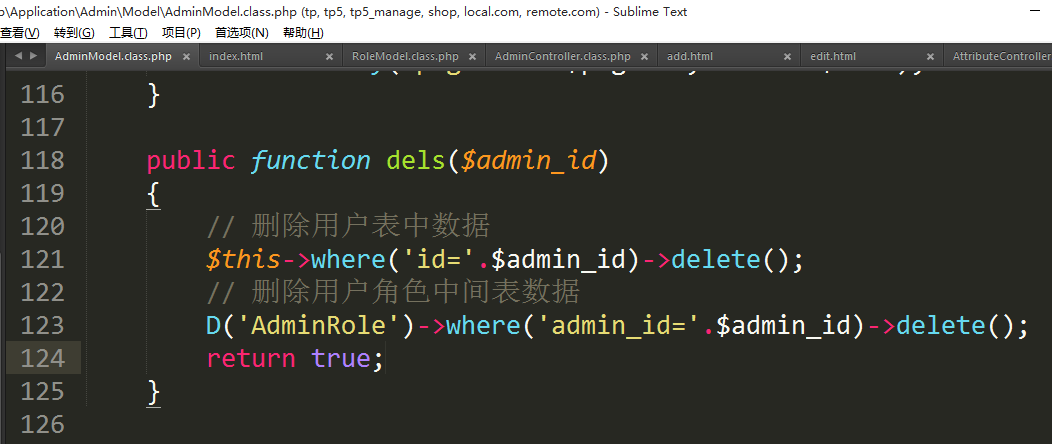 p\Application\Admin\Model\AdminModel.class.php (tp, tp5, tp5_manage, shop, local.com, remote.com) - Sublime Text
查看(V) 转到(G) 工具(T) 项目(P) 首选项(N) 帮助(H)
AdminModel.class.php × index.html × RoleModel.class.php × AdminController.class.php × add.html × edit.html × AttributeController
116 }
117
118 public function dels($admin_id)
119 {
120 // 删除用户表中数据
121 $this->where('id='.$admin_id)->delete();
122 // 删除用户角色中间表数据
123 D('AdminRole')->where('admin_id='.$admin_id)->delete();
124 return true;
125 }
126